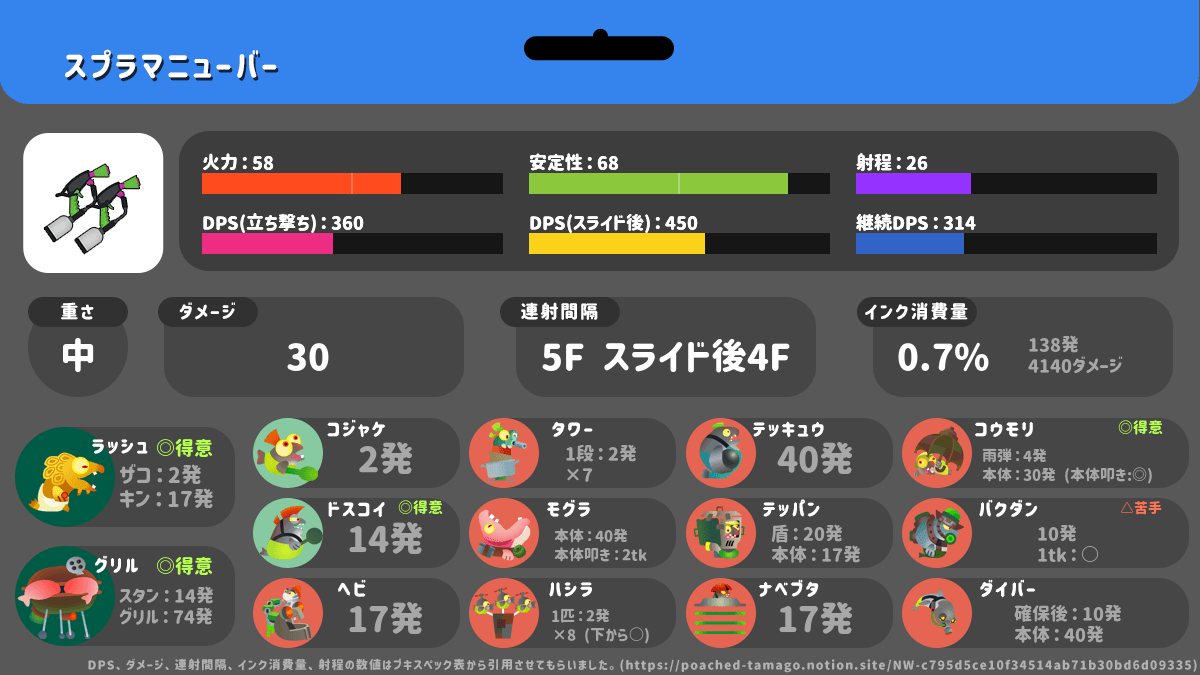 スプラマニューバー
火力：58
安定性：68
射程：26
DPS(立ち撃ち)：360
DPS(スライド後)：450
継続DPS：314
重さ
中
ダメージ
30
連射間隔
5F スライド後4F
インク消費量
0.7%
138発
4140ダメージ
ラッシュ ◎得意
ザコ：2発
キン：17発
グリル ◎得意
スタン：14発
グリル：74発
コジャケ
2発
ドスコイ ◎得意
14発
ヘビ
17発
タワー
1段：2発
×7
モグラ
本体：40発
本体叩き：2tk
ハシラ
1匹：2発
×8 (下から○)
テッキュウ
40発
テッパン
盾：20発
本体：17発
ナベブタ
17発
コウモリ ◎得意
雨弾：4発
本体：30発 (本体叩き:◎)
バクダン △苦手
10発
1tk：○
ダイバー
確保後：10発
本体：40発
DPS、ダメージ、連射間隔、インク消費量、射程の数値はブキスペック表から引用させてもらいました。(https://poached-tamago.notion.site/NW-c795d5ce10f34514ab71b30bd6d09335)